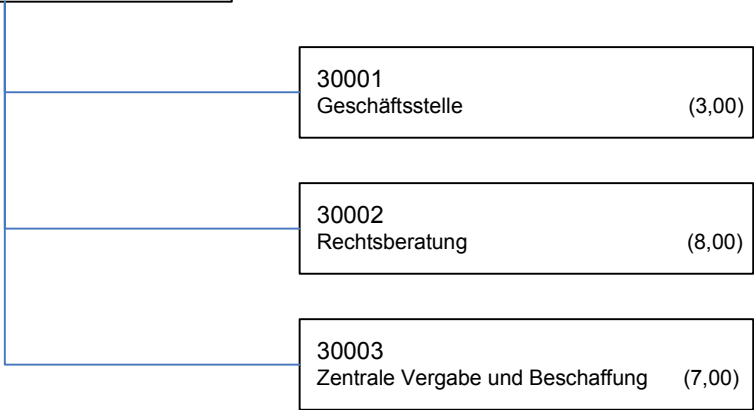 30001
Geschäftsstelle (3,00)
30002
Rechtsberatung (8,00)
30003
Zentrale Vergabe und Beschaffung (7,00)